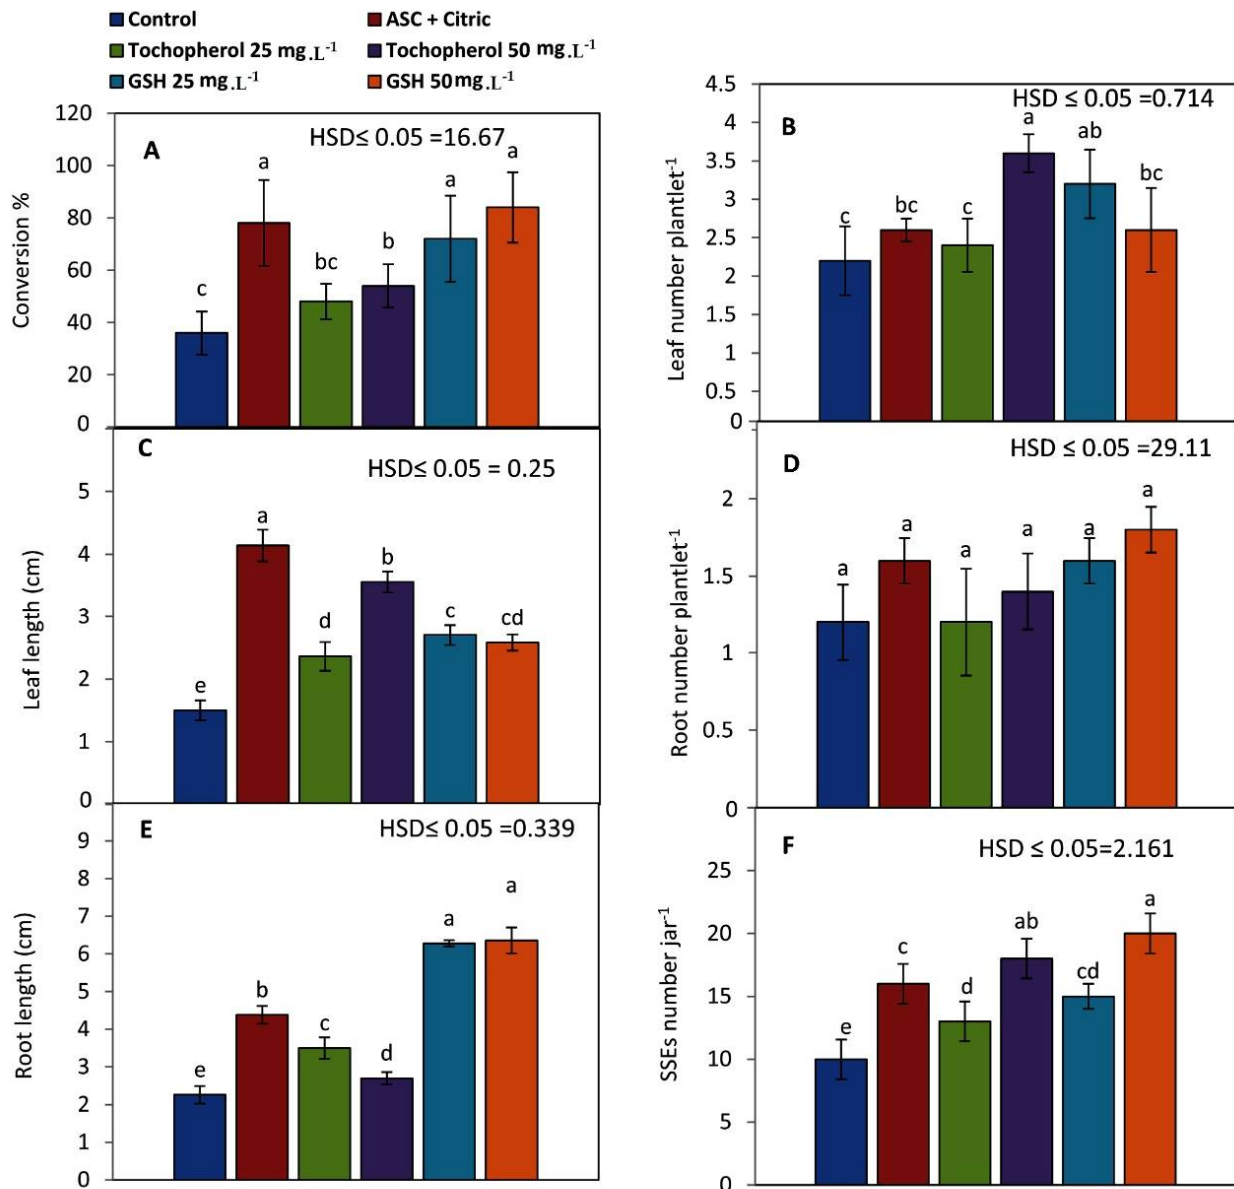 Control
ASC + Citric
Tochopherol 25 mg.L⁻¹
Tochopherol 50 mg.L⁻¹
GSH 25 mg.L⁻¹
GSH 50mg.L⁻¹
A
HSD≤ 0.05 =16.67
Conversion %
120
100
80
60
40
20
0
c
a
bc
b
a
a
B
HSD ≤ 0.05 =0.714
Leaf number plantlet⁻¹
4.5
4
3.5
3
2.5
2
1.5
1
0.5
0
c
bc
c
a
ab
bc
C
HSD≤ 0.05 = 0.25
Leaf length (cm)
5
4
3
2
1
0
e
a
d
b
c
cd
D
HSD ≤ 0.05 =29.11
Root number plantlet⁻¹
2
1.5
1
0.5
0
a
a
a
a
a
a
E
HSD≤ 0.05 =0.339
Root length (cm)
9
8
7
6
5
4
3
2
1
0
e
b
c
d
a
a
F
HSD ≤ 0.05=2.161
SSEs number jar⁻¹
25
20
15
10
5
0
e
c
d
ab
cd
a